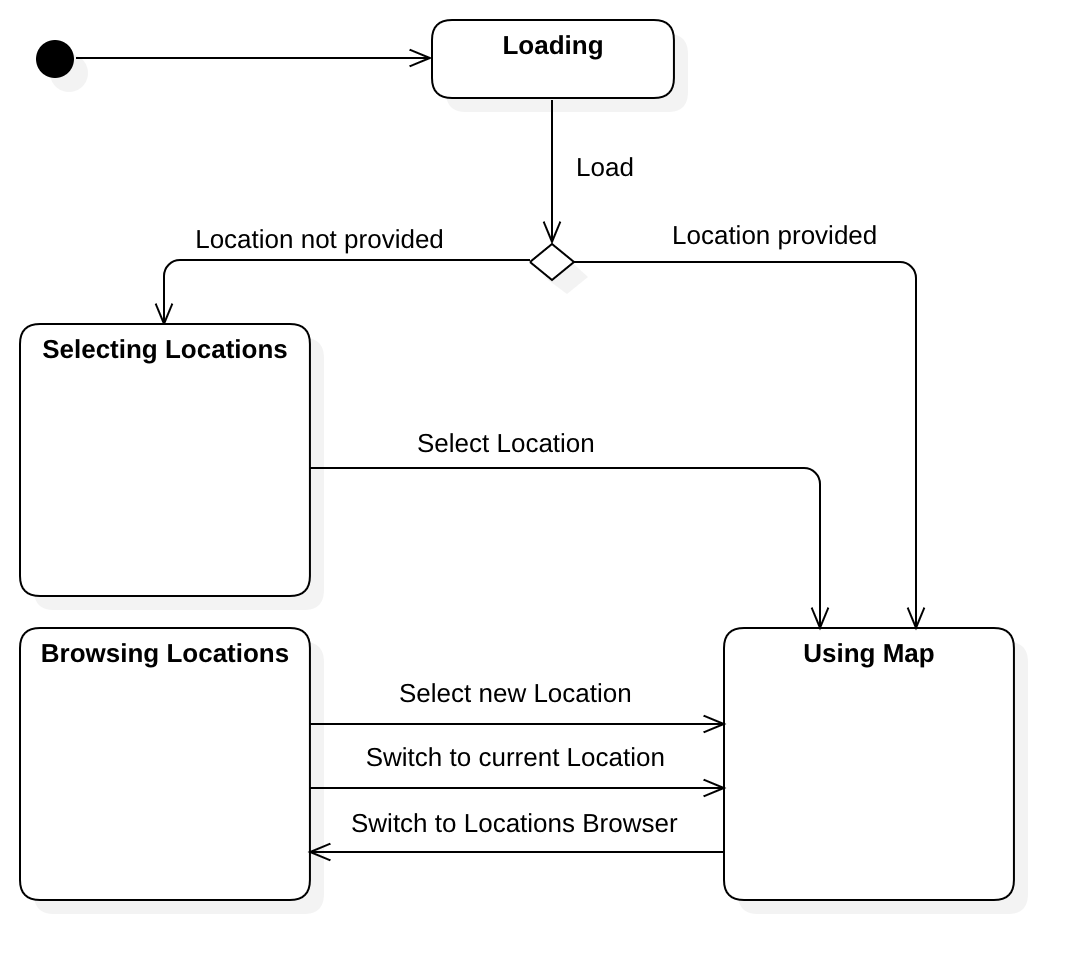 Loading
Load
Location not provided
Location provided
Selecting Locations
Select Location
Browsing Locations
Using Map
Select new Location
Switch to current Location
Switch to Locations Browser